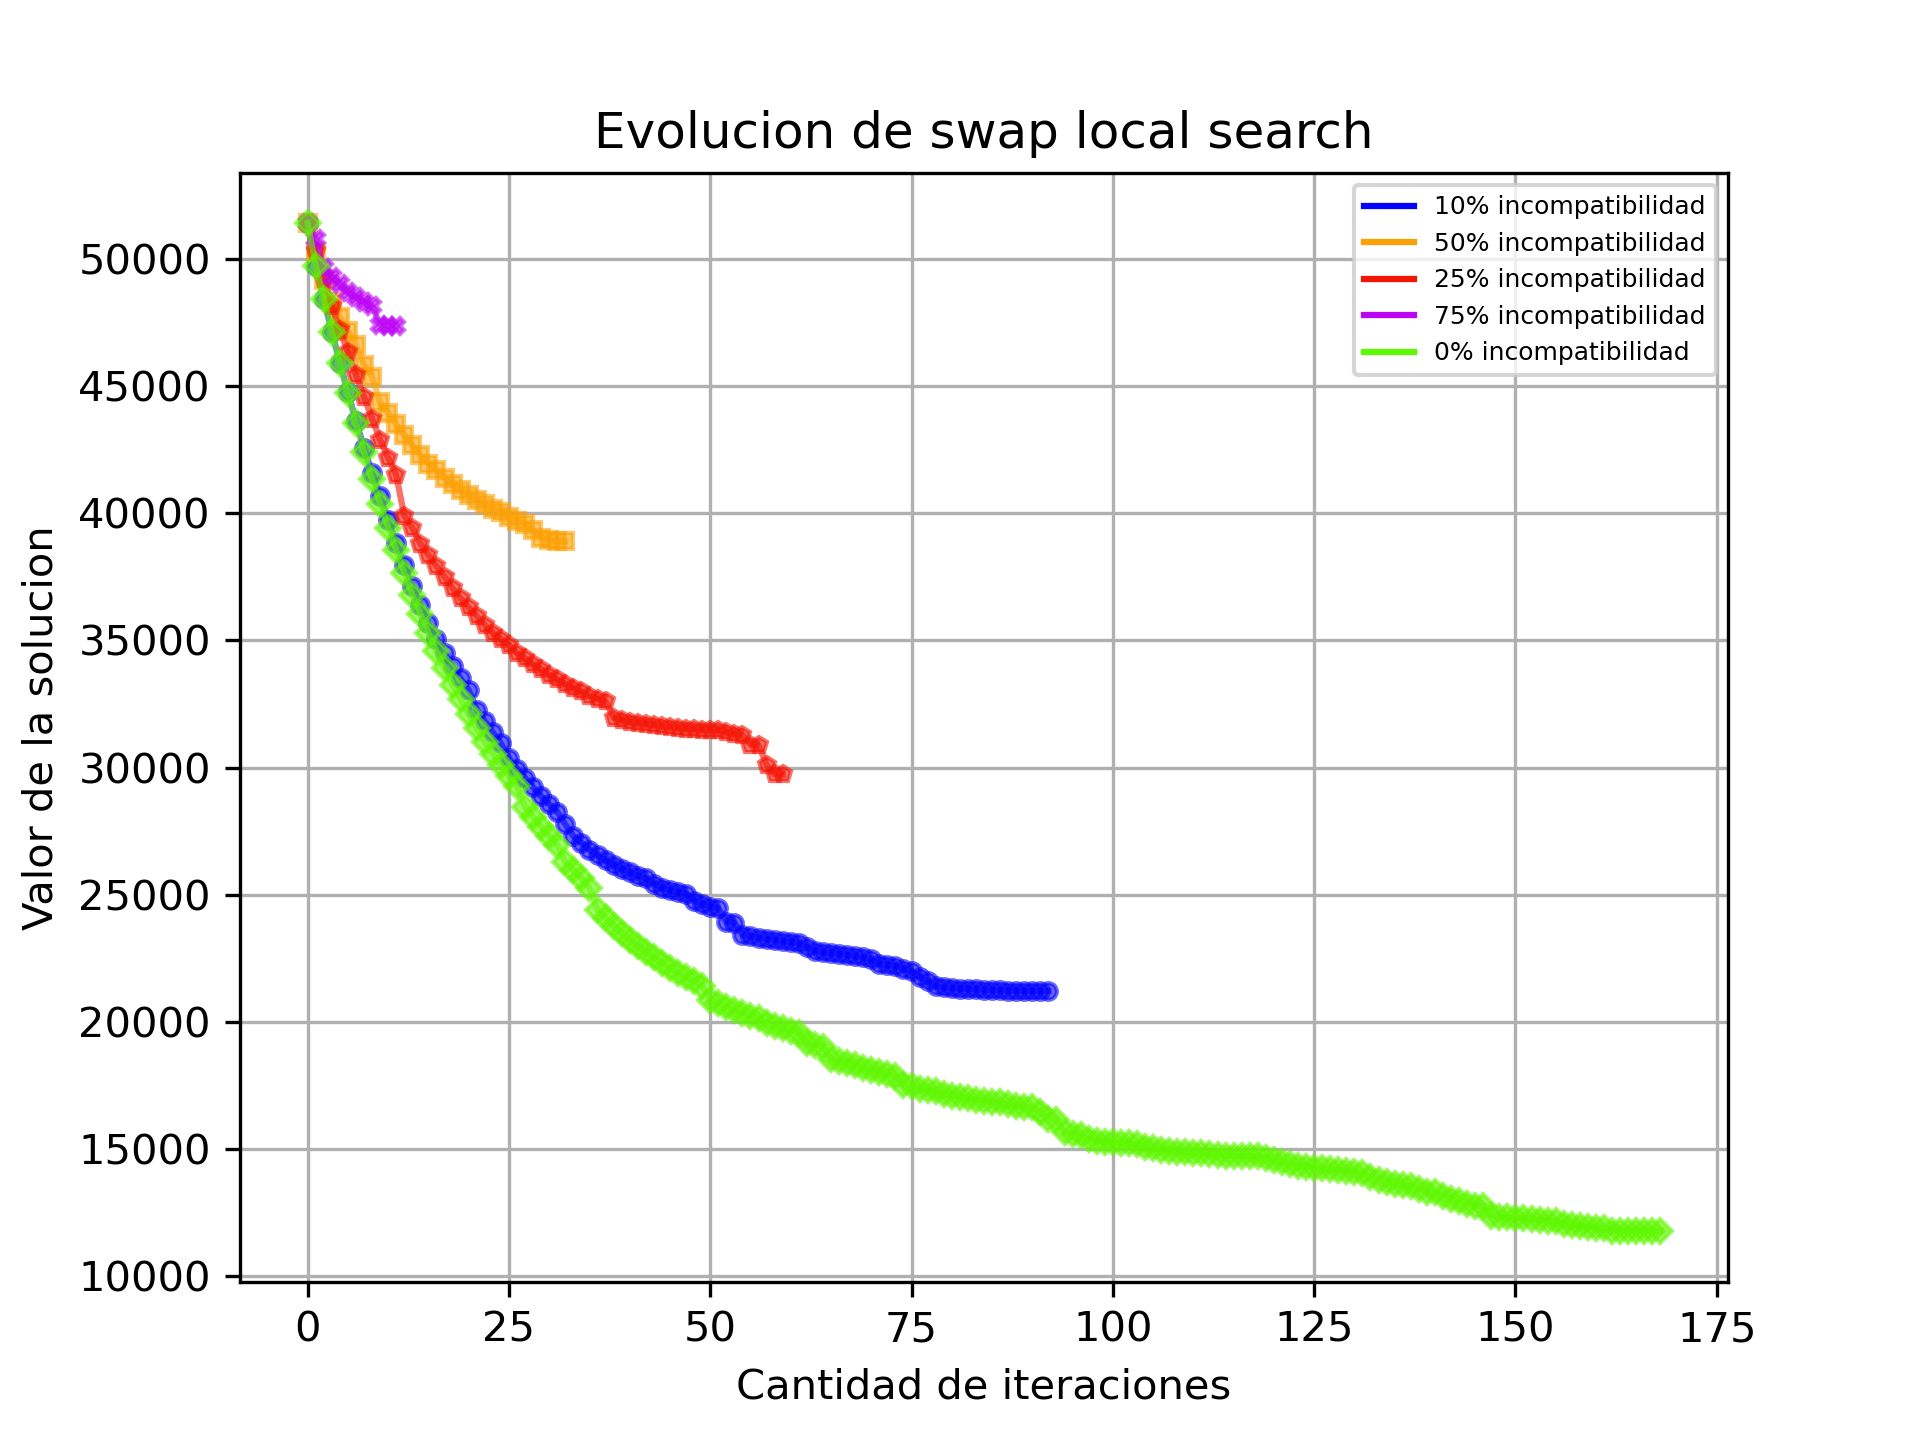 Evolucion de swap local search
10% incompatibilidad
50% incompatibilidad
25% incompatibilidad
75% incompatibilidad
0% incompatibilidad
Valor de la solucion
50000
45000
40000
35000
30000
25000
20000
15000
10000
0 25 50 75 100 125 150 175
Cantidad de iteraciones